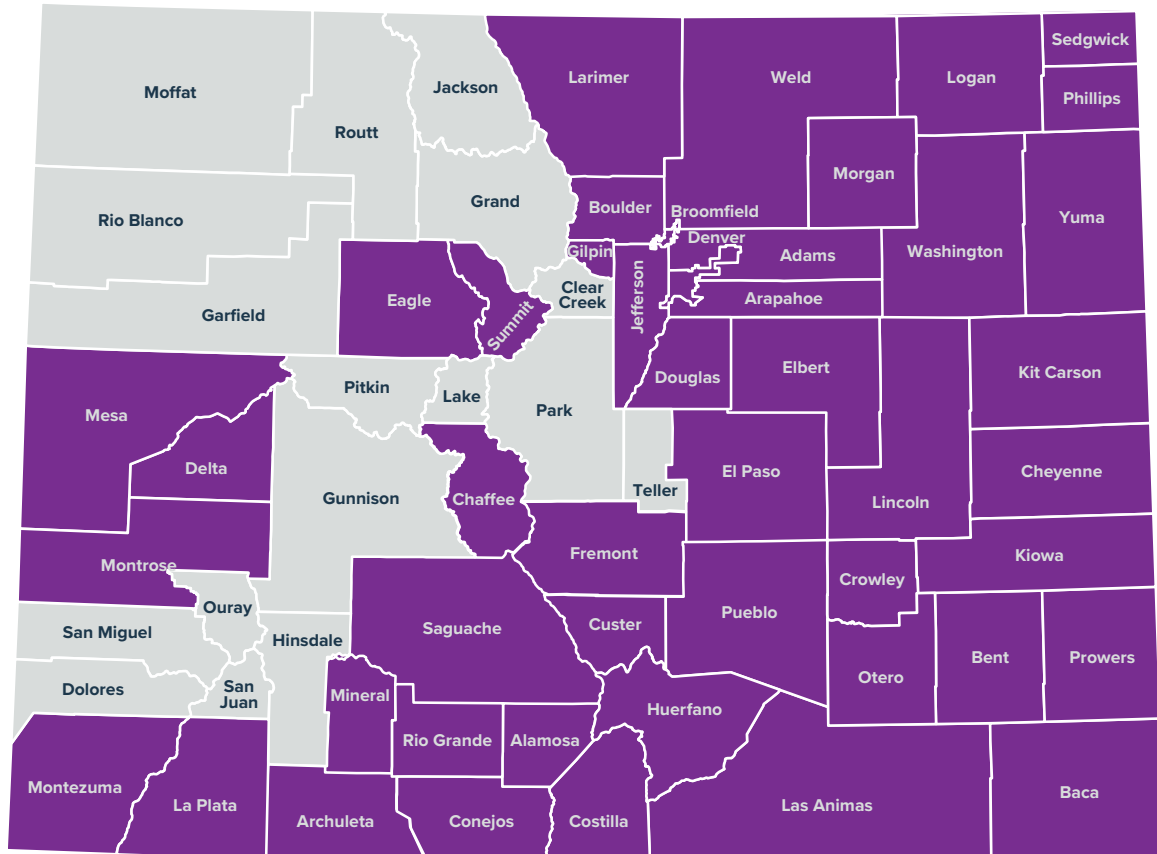 Sedgwick
Moffat
Jackson
Larimer
Weld
Logan
Phillips
Routt
Morgan
Rio Blanco
Grand
Boulder
Broomfield
Yuma
Denver
Gilpin
Adams
Washington
Clear
Creek
Jefferson
Eagle
Arapahoe
Garfield
Summit
Mesa
Pitkin
Lake
Park
Douglas
Elbert
Kit Carson
Delta
Gunnison
Chaffee
Teller
El Paso
Lincoln
Cheyenne
Montrose
Fremont
Crowley
Kiowa
Ouray
San Miguel
Hinsdale
Saguache
Custer
Pueblo
Dolores
San
Juan
Mineral
Otero
Bent
Prowers
Rio Grande
Alamosa
Huerfano
Montezuma
La Plata
Archuleta
Conejos
Costilla
Las Animas
Baca